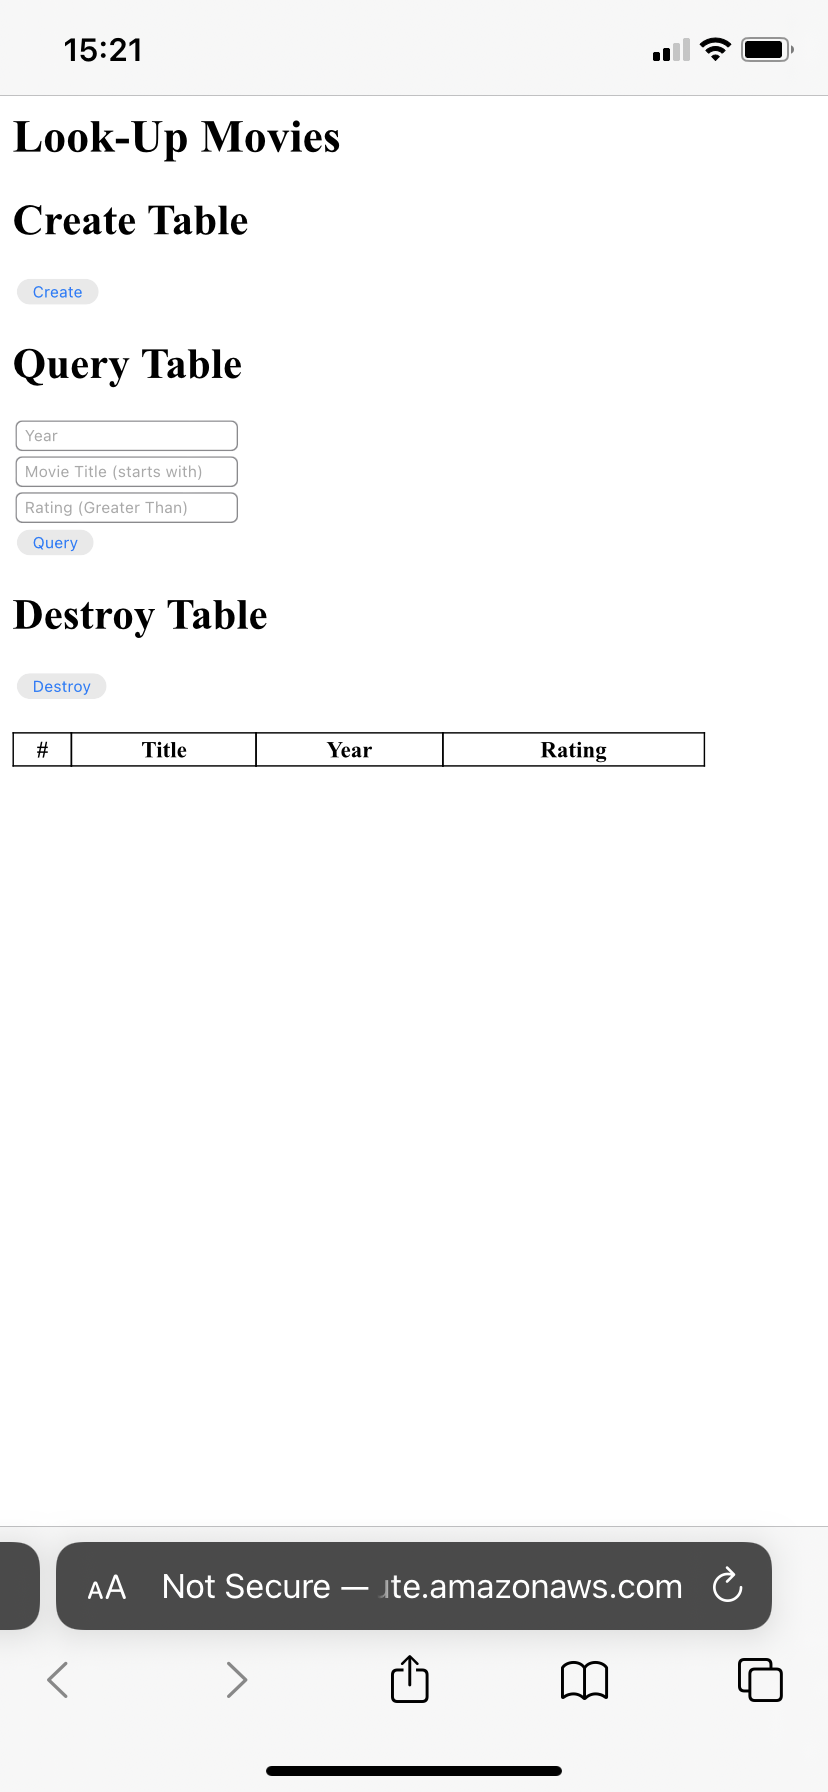 15:21
Look-Up Movies
Create Table
Create
Query Table
Year
Movie Title (starts with)
Rating (Greater Than)
Query
Destroy Table
Destroy
# Title Year Rating
AA Not Secure — ute.amazonaws.com